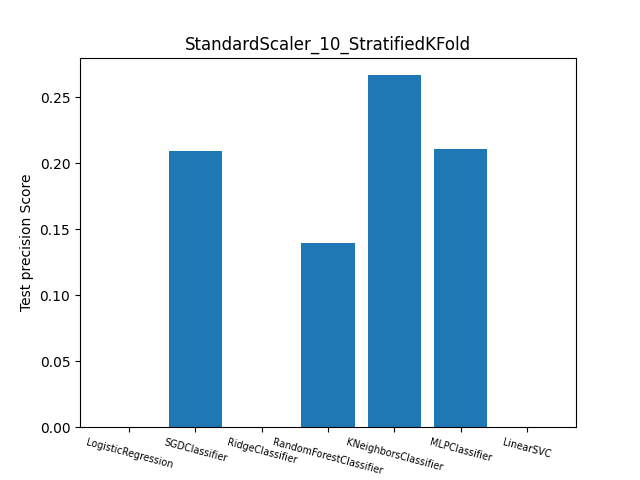 StandardScaler_10_StratifiedKFold
Test precision Score
0.25
0.20
0.15
0.10
0.05
0.00
LogisticRegression
SGDClassifier
RidgeClassifier
RandomForestClassifier
KNeighborsClassifier
MLPClassifier
LinearSVC